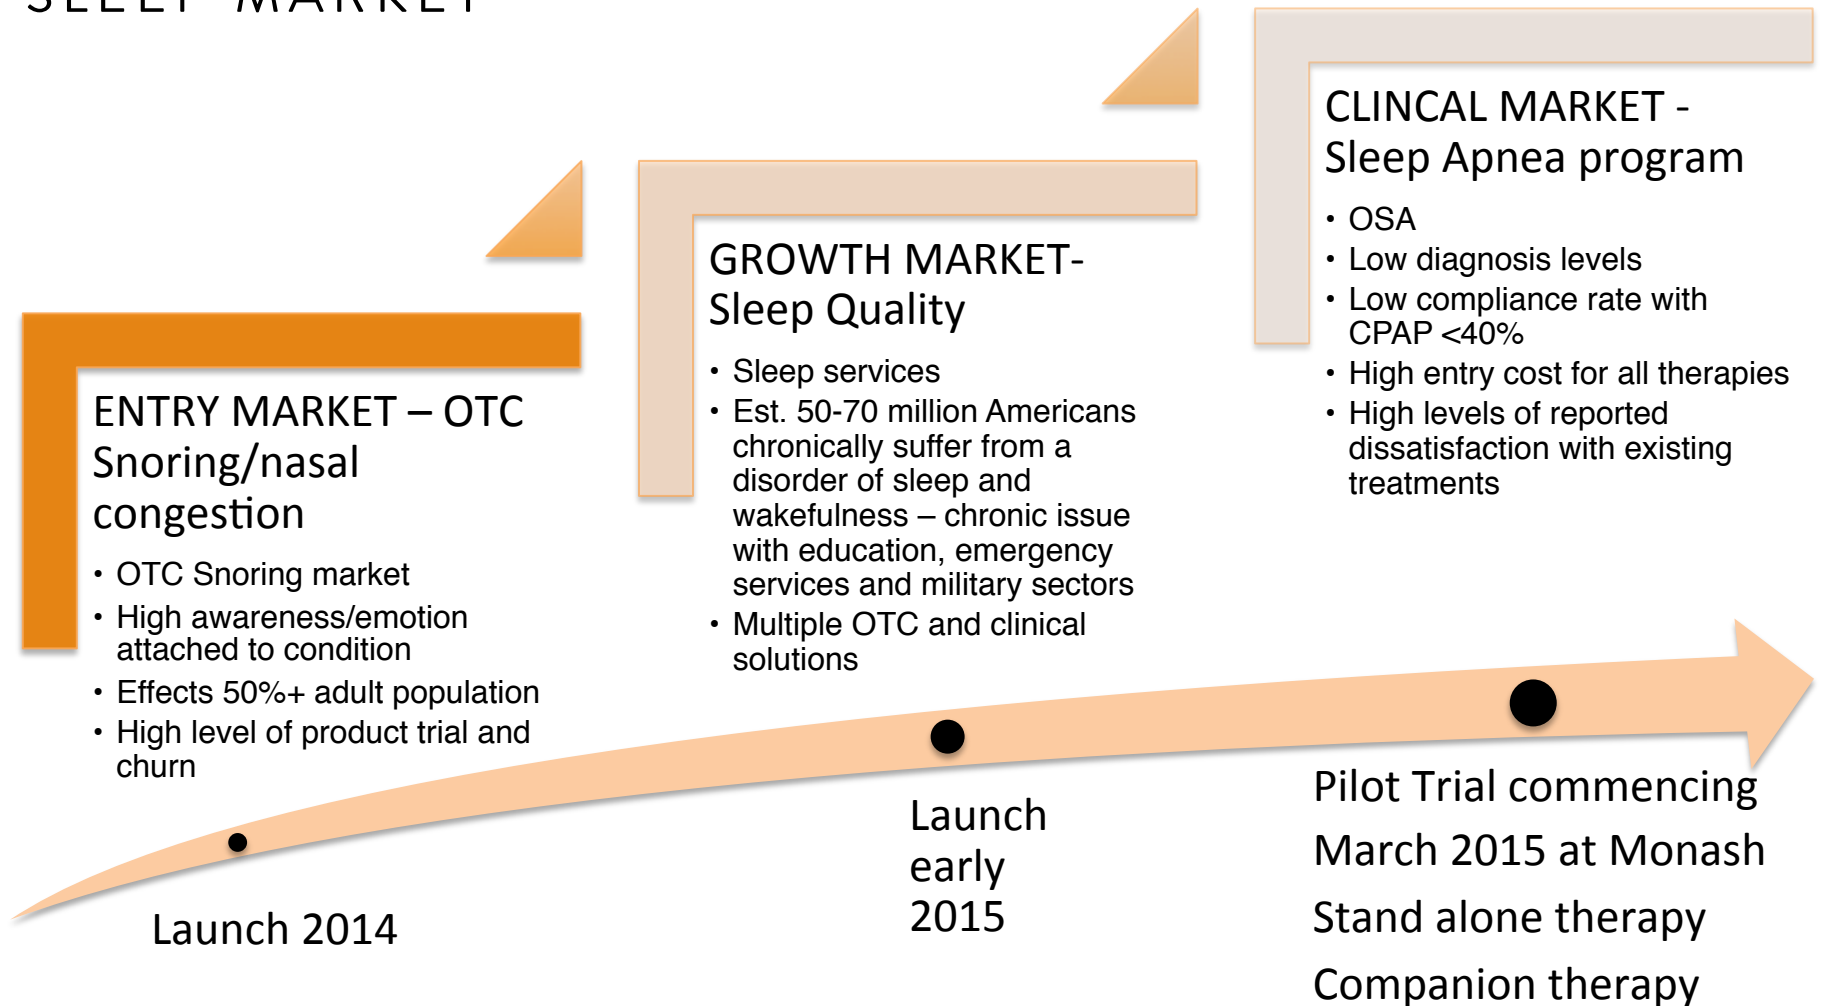 SLEEP MARKET
ENTRY MARKET – OTC
Snoring/nasal
congestion
• OTC Snoring market
• High awareness/emotion
attached to condition
• Effects 50%+ adult population
• High level of product trial and
churn
Launch 2014
GROWTH MARKET-
Sleep Quality
• Sleep services
• Est. 50-70 million Americans
chronically suffer from a
disorder of sleep and
wakefulness – chronic issue
with education, emergency
services and military sectors
• Multiple OTC and clinical
solutions
Launch
early
2015
CLINCAL MARKET -
Sleep Apnea program
• OSA
• Low diagnosis levels
• Low compliance rate with
CPAP <40%
• High entry cost for all therapies
• High levels of reported
dissatisfaction with existing
treatments
Pilot Trial commencing
March 2015 at Monash
Stand alone therapy
Companion therapy